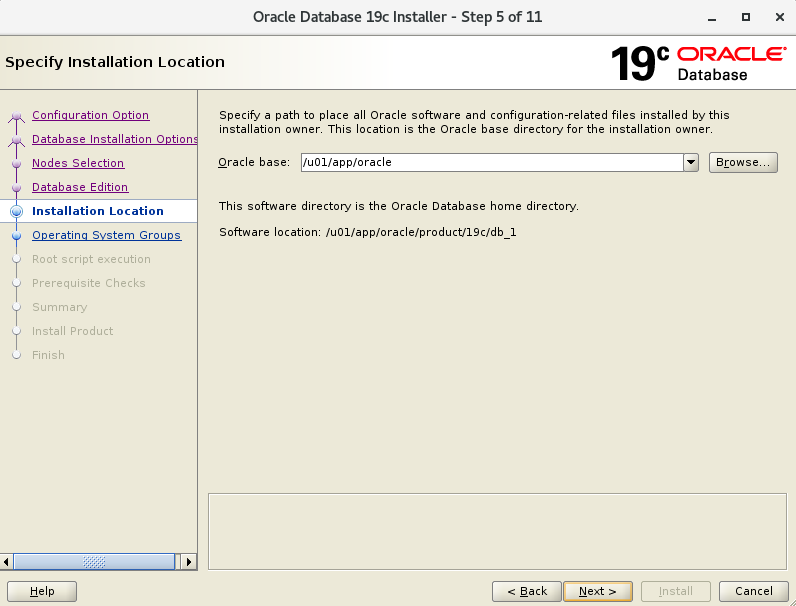 Oracle Database 19c Installer - Step 5 of 11
Specify Installation Location
19c ORACLE
Database
Configuration Option
Database Installation Options
Nodes Selection
Database Edition
Installation Location
Operating System Groups
Root script execution
Prerequisite Checks
Summary
Install Product
Finish
Specify a path to place all Oracle software and configuration-related files installed by this
installation owner. This location is the Oracle base directory for the installation owner.
Oracle base: /u01/app/oracle Browse...
This software directory is the Oracle Database home directory.
Software location: /u01/app/oracle/product/19c/db_1
Help < Back Next > Install Cancel